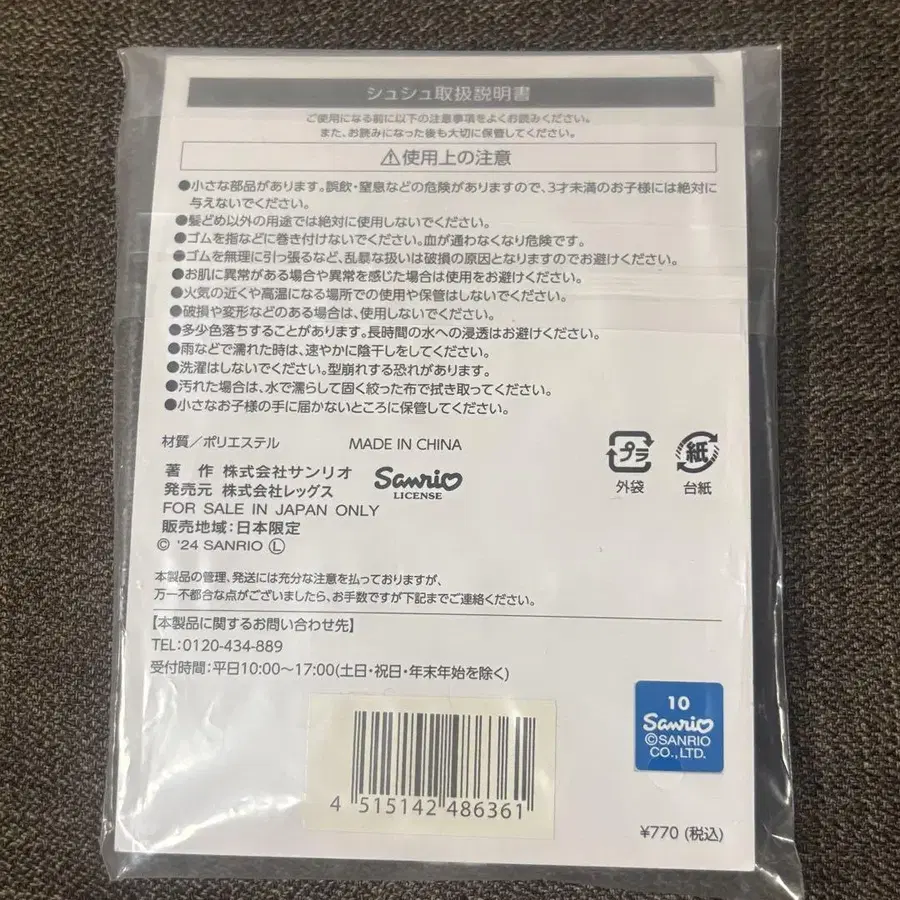 シュシュ取扱説明書
ご使用になる前に以下の注意事項をよくお読みください。
また、お読みになった後も大切に保管してください。
⚠使用上の注意
●小さな部品があります。誤飲・窒息などの危険がありますので、3才未満のお子様には絶対に
与えないでください。
●髪どめ以外の用途では絶対に使用しないでください。
●ゴムを指などに巻き付けないでください。血が通わなくなり危険です。
●ゴムを無理に引っ張るなど、乱暴な扱いは破損の原因となりますのでお避けください。
●お肌に異常がある場合や異常を感じた場合は使用をお避けください。
●火気の近くや高温になる場所での使用や保管はしないでください。
●破損や変形などのある場合は、使用しないでください。
●多少色落ちすることがあります。長時間の水への浸透はお避けください。
●雨などで濡れた時は、速やかに陰干しをしてください。
●洗濯はしないでください。型崩れする恐れがあります。
●汚れた場合は、水で濡らして固く絞った布で拭き取ってください。
●小さなお子様の手に届かないところに保管してください。
材質／ポリエステル MADE IN CHINA
プラ 紙
外袋 台紙
著 作 株式会社サンリオ
発売元 株式会社レッグス
Sanrio
LICENSE
FOR SALE IN JAPAN ONLY
販売地域:日本限定
© '24 SANRIO Ⓛ
本製品の管理、発送には充分な注意を払っておりますが、
万一不都合な点がございましたら、お手数ですが下記までご連絡ください。
【本製品に関するお問い合わせ先】
TEL:0120-434-889
受付時間:平日10:00～17:00(土日・祝日・年末年始を除く)
10
Sanrio
©SANRIO
CO.,LTD.
4 515142 486361
¥770 (税込)